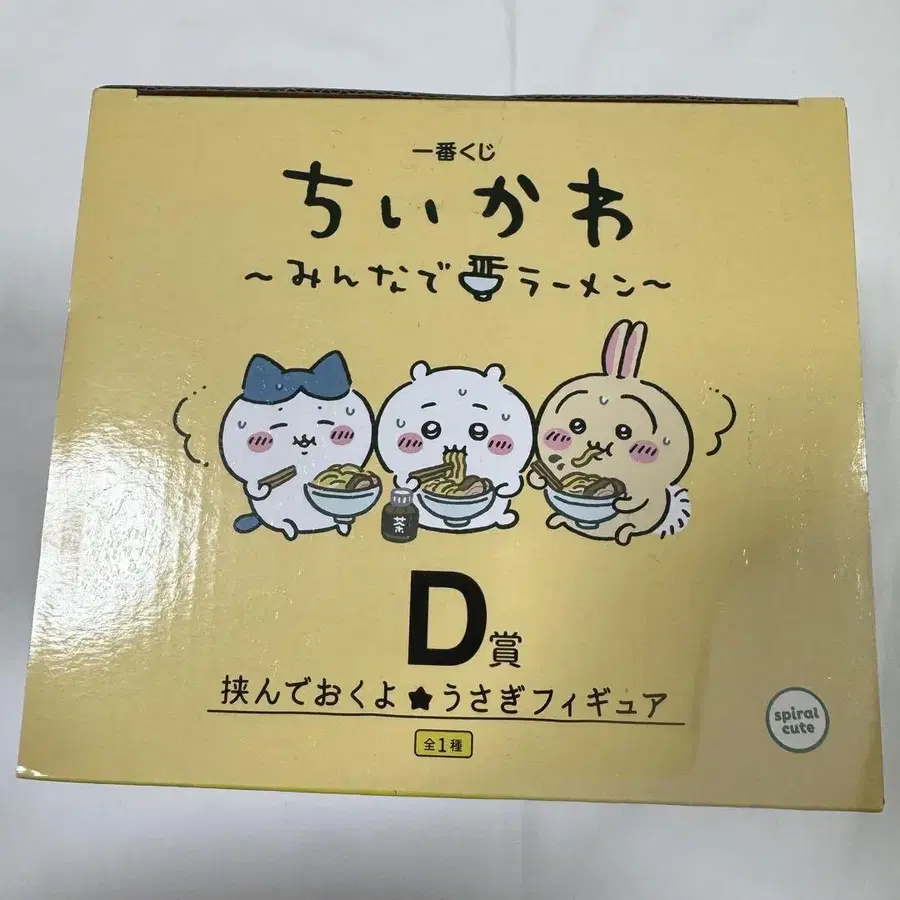 一番くじ
ちいかわ
～みんなでラーメン～
茶
D賞
挟んでおくよ★うさぎフィギュア
全1種
spiral
cute